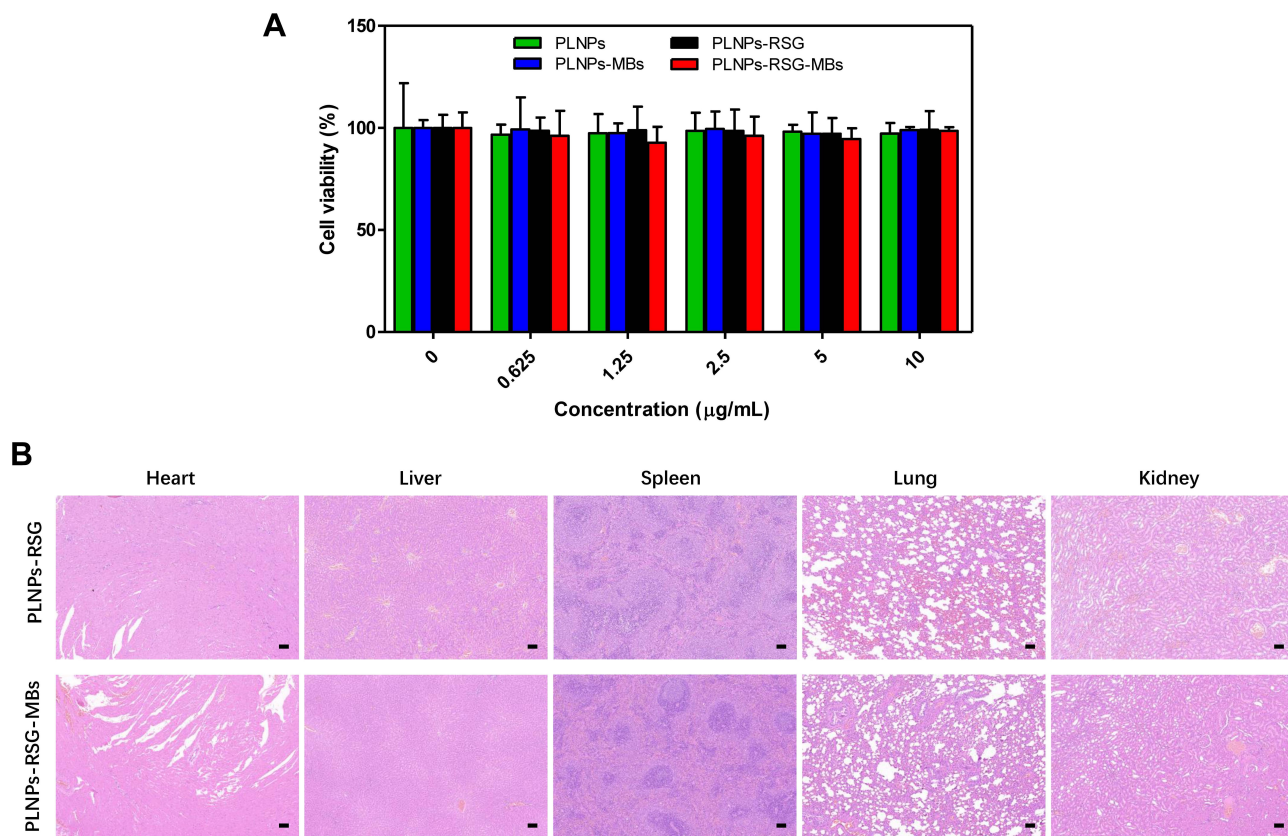 A
150
100
50
0
Cell viability (%)
PLNPs
PLNPs-RSG
PLNPs-MBs
PLNPs-RSG-MBs
0
0.625
1.25
2.5
5
10
Concentration (μg/mL)
B
Heart
Liver
Spleen
Lung
Kidney
PLNPs-RSG
PLNPs-RSG-MBs